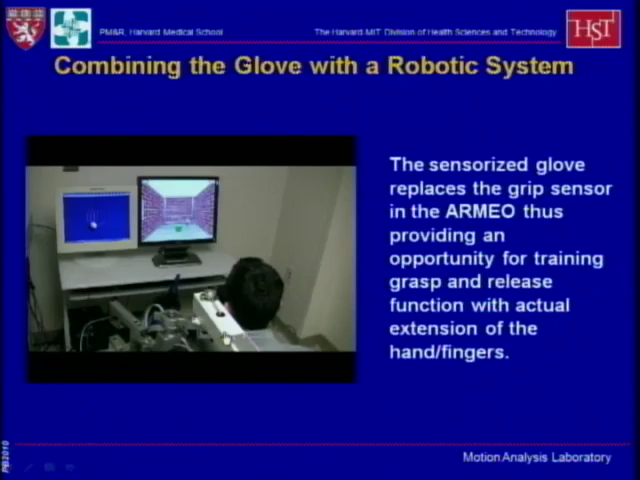 PM&R, Harvard Medical School
The Harvard-MIT Division of Health Sciences and Technology
HST
Combining the Glove with a Robotic System
The sensorized glove
replaces the grip sensor
in the ARMEO thus
providing an
opportunity for training
grasp and release
function with actual
extension of the
hand/fingers.
PB2010
Motion Analysis Laboratory